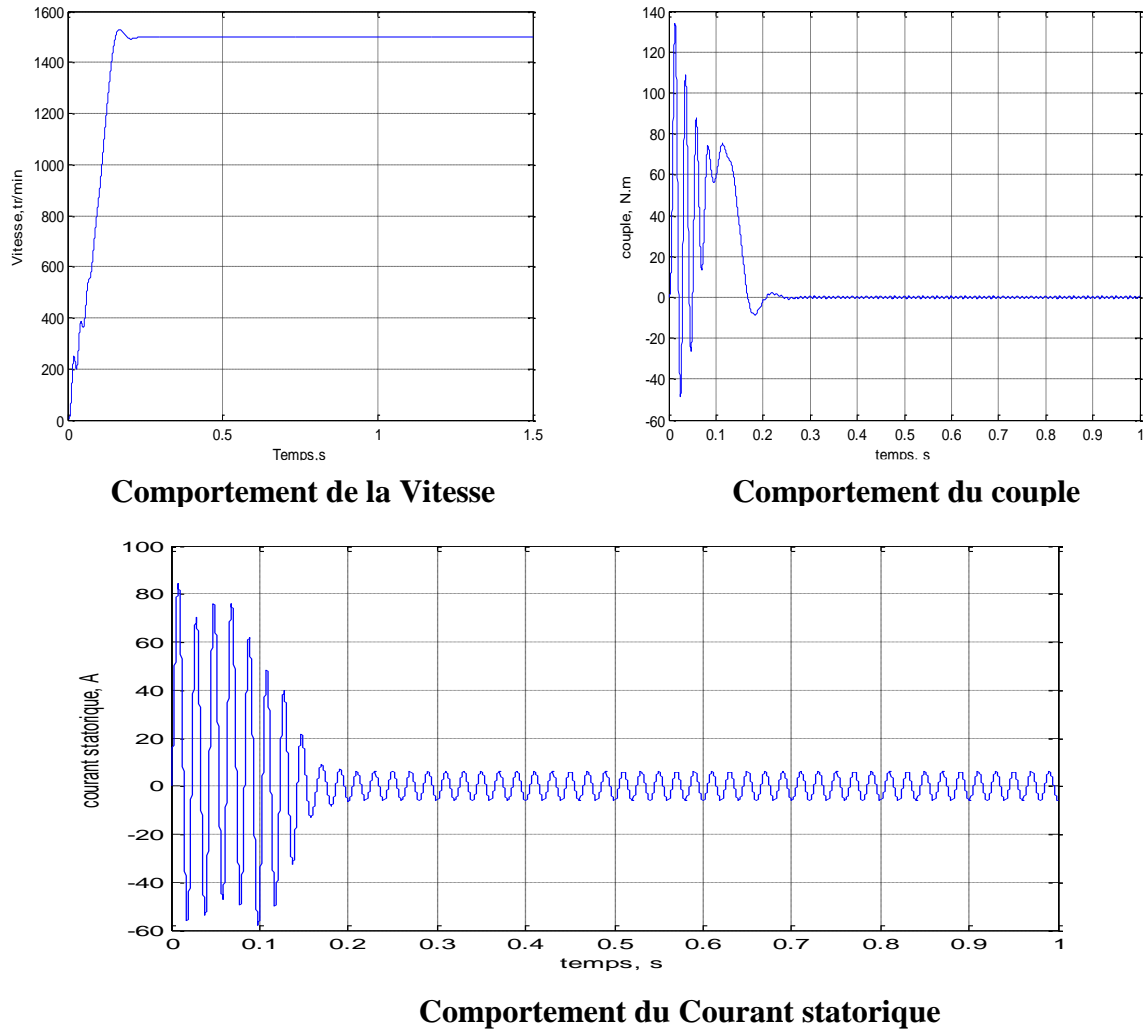 1600
1400
1200
1000
800
600
400
200
0
Vitesse,tr/min
0 0.5 1 1.5
Temps.s
140
120
100
80
60
40
20
0
-20
-40
-60
couple, N.m
0 0.1 0.2 0.3 0.4 0.5 0.6 0.7 0.8 0.9 1
temps, s
Comportement de la Vitesse
Comportement du couple
100
80
60
40
20
0
-20
-40
-60
courant statorique, A
0 0.1 0.2 0.3 0.4 0.5 0.6 0.7 0.8 0.9 1
temps, s
Comportement du Courant statorique